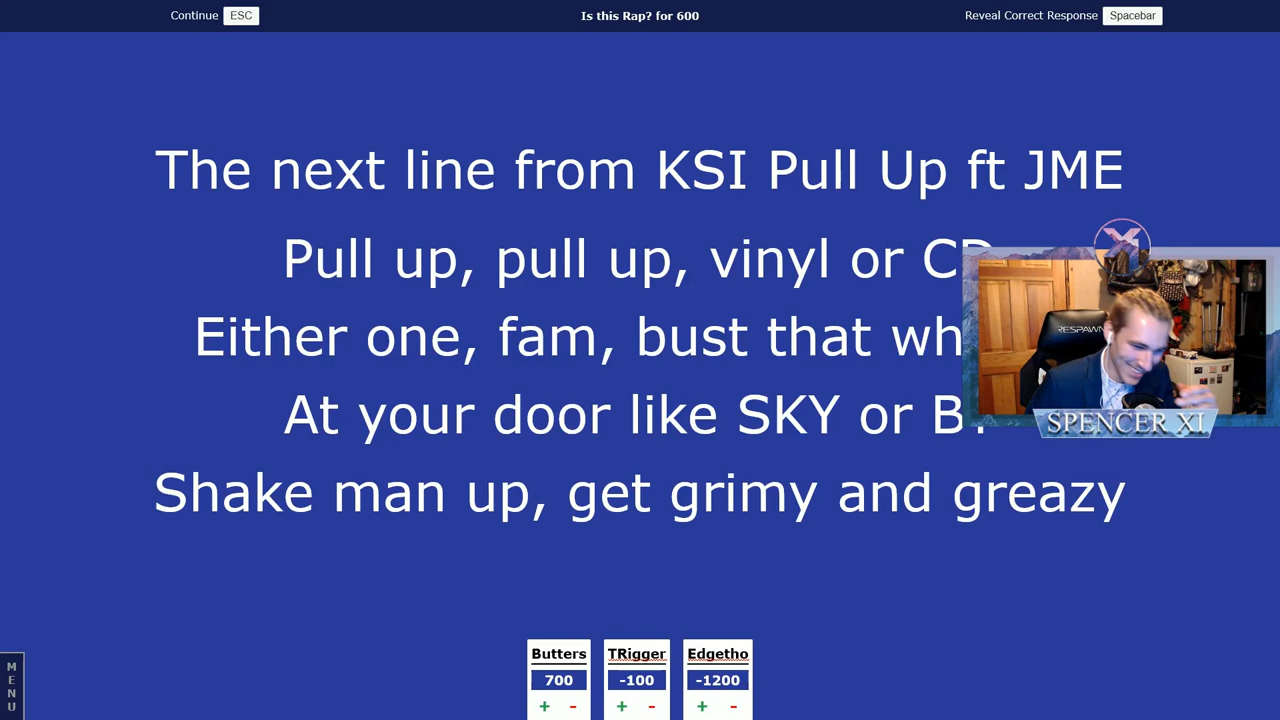 Continue ESC
Is this Rap? for 600
Reveal Correct Response Spacebar
The next line from KSI Pull Up ft JME
Pull up, pull up, vinyl or
Either one, fam, bust that
At your door like SKY or
Shake man up, get grimy and greazy
RESPAWN
SPENCER XI
Butters TRigger Edgetho
700 -100 -1200
+ - + - + -
MENU